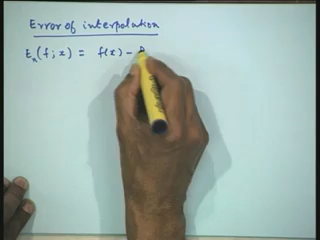 Error of interpolation
Eₙ(f;x) = f(x) -